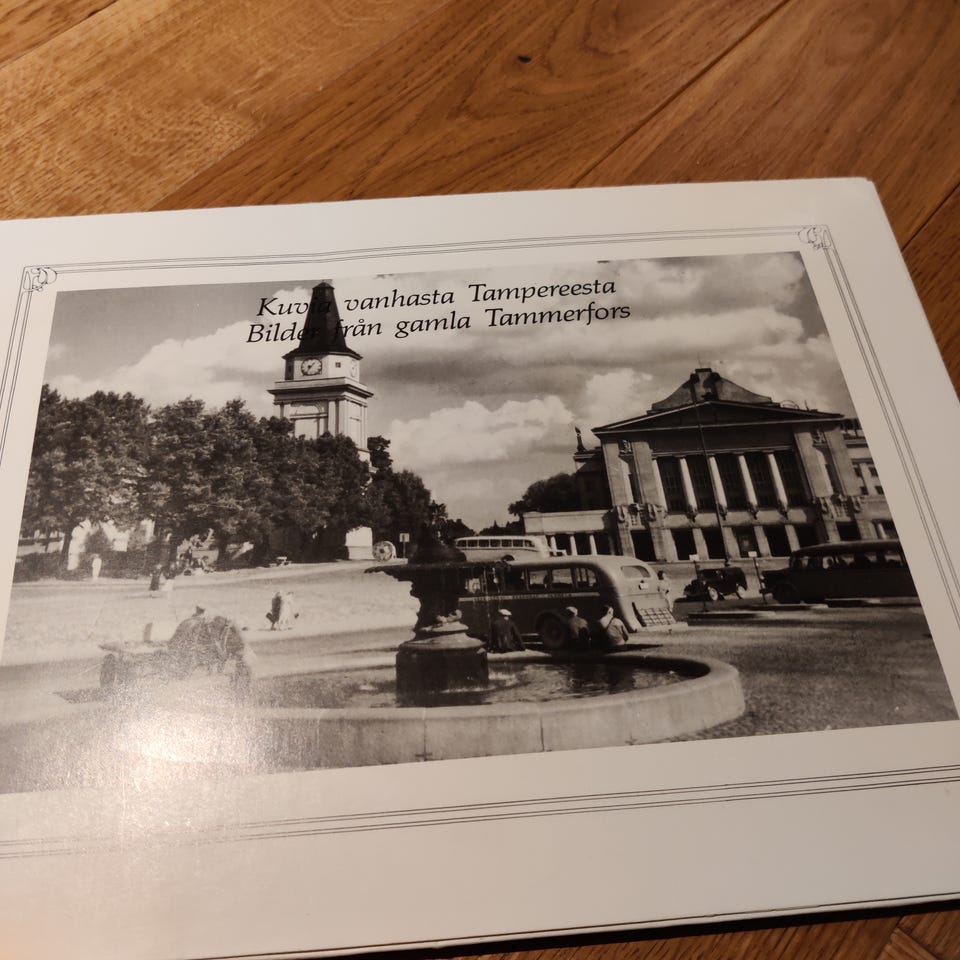 Kuvia vanhasta Tampereesta
Bilder från gamla Tammerfors